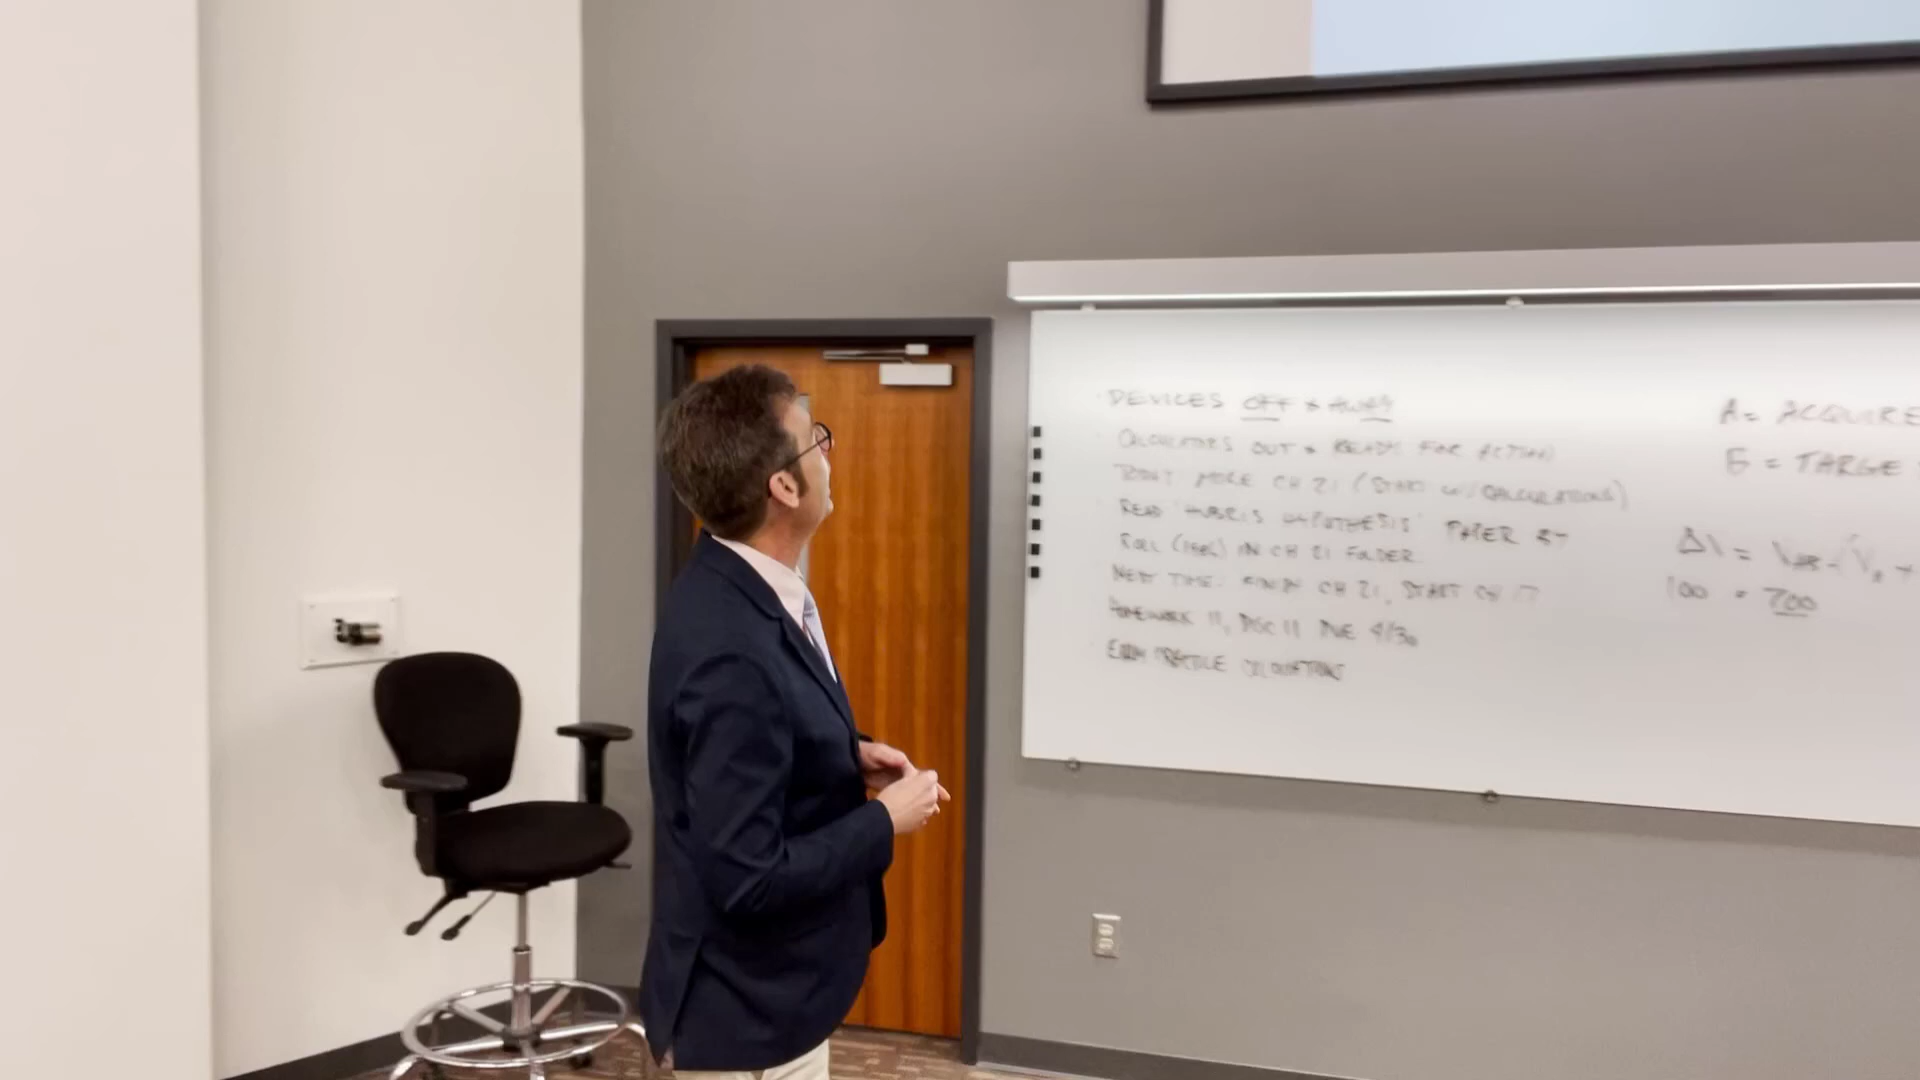 DEVICES OFF & AWAY
CALCULATORS OUT & READY FOR ACTION
TODAY: MORE CH 21 (START W/ CALCULATIONS)
READ "HUBRIS HYPOTHESIS" PAPER BY
ROLL (1986) IN CH 21 FOLDER
NEXT TIME: FINISH CH 21, START CH 17
HOMEWORK 11, DISC 11 DUE 4/30
EXAM PRACTICE CALCULATIONS
A = ACQUIRE
B = TARGE
100 = 700